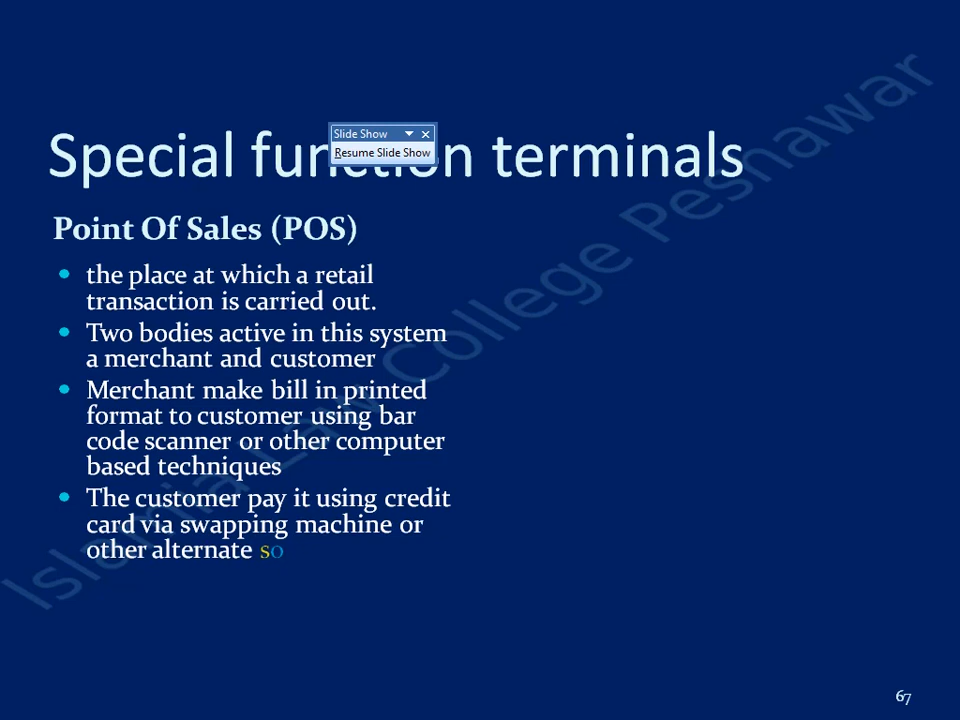 Special function terminals
Slide Show
Resume Slide Show
Point Of Sales (POS)
• the place at which a retail
transaction is carried out.
• Two bodies active in this system
a merchant and customer
• Merchant make bill in printed
format to customer using bar
code scanner or other computer
based techniques
• The customer pay it using credit
card via swapping machine or
other alternate so
Islamia Law College Peshawar
67